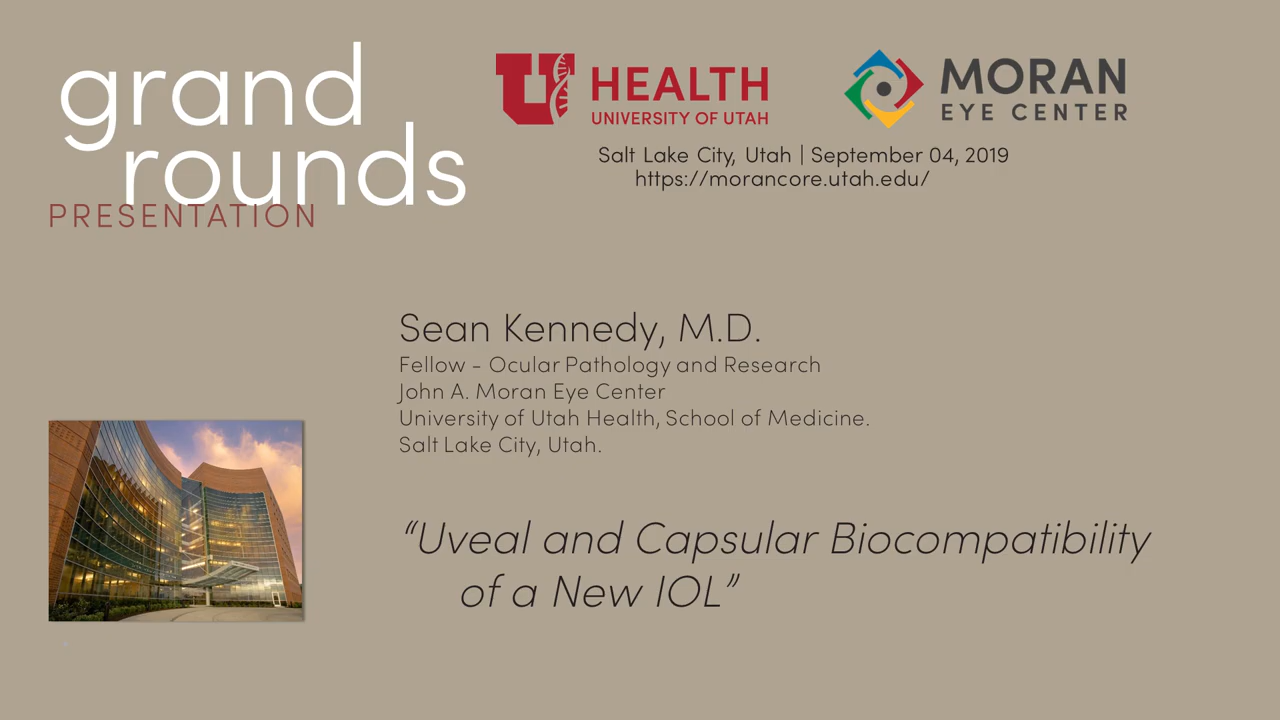 grand
rounds
PRESENTATION
U HEALTH
UNIVERSITY OF UTAH
MORAN
EYE CENTER
Salt Lake City, Utah | September 04, 2019
https://morancore.utah.edu/
Sean Kennedy, M.D.
Fellow - Ocular Pathology and Research
John A. Moran Eye Center
University of Utah Health, School of Medicine.
Salt Lake City, Utah.
“Uveal and Capsular Biocompatibility
of a New IOL”